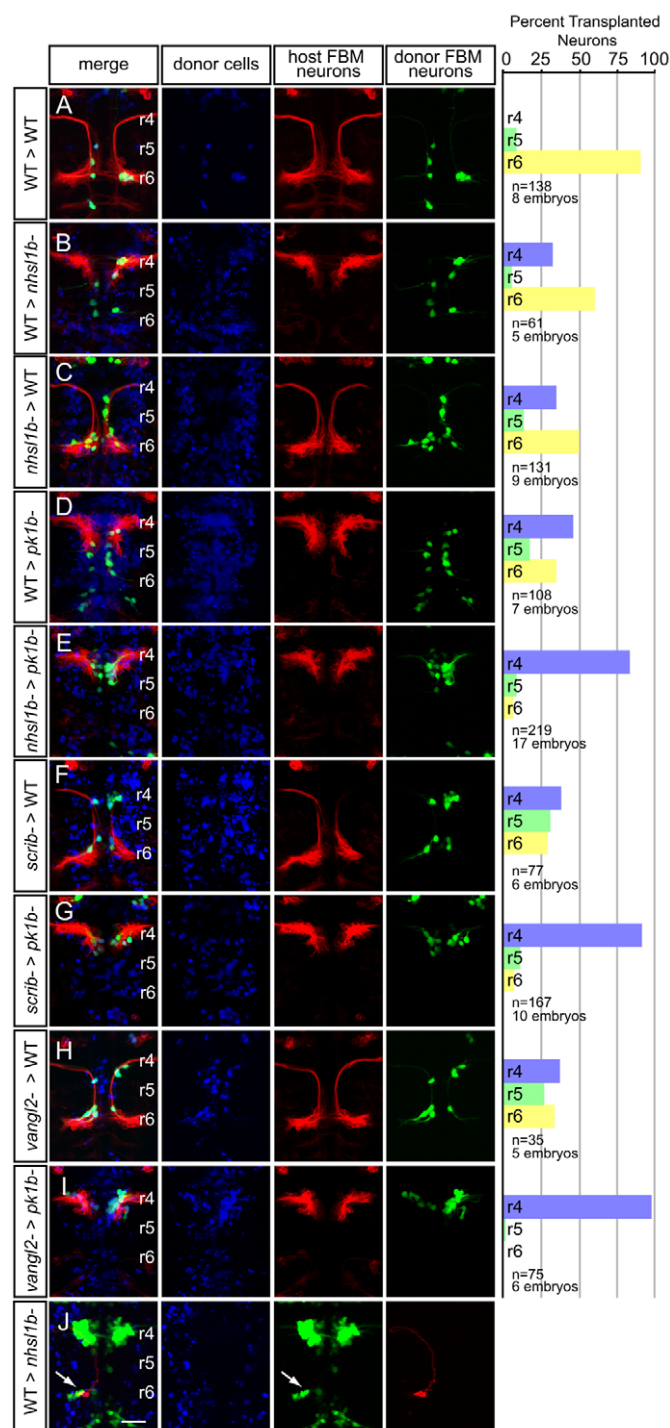 Percent Transplanted
Neurons
merge donor cells host FBM neurons donor FBM neurons 0 25 50 75 100
WT > WT
A
r4
r5
r6
r4
r5
r6
n=138
8 embryos
WT > nhsl1b-
B
r4
r5
r6
r4
r5
r6
n=61
5 embryos
nhsl1b-> WT
C
r4
r5
r6
r4
r5
r6
n=131
9 embryos
WT > pk1b-
D
r4
r5
r6
r4
r5
r6
n=108
7 embryos
nhsl1b-> pk1b-
E
r4
r5
r6
r4
r5
r6
n=219
17 embryos
scrib-> WT
F
r4
r5
r6
r4
r5
r6
n=77
6 embryos
scrib-> pk1b-
G
r4
r5
r6
r4
r5
r6
n=167
10 embryos
vangl2- > WT
H
r4
r5
r6
r4
r5
r6
n=35
5 embryos
vangl2-> pk1b-
I
r4
r5
r6
r4
r5
r6
n=75
6 embryos
WT > nhsl1b-
J
r4
r5
r6